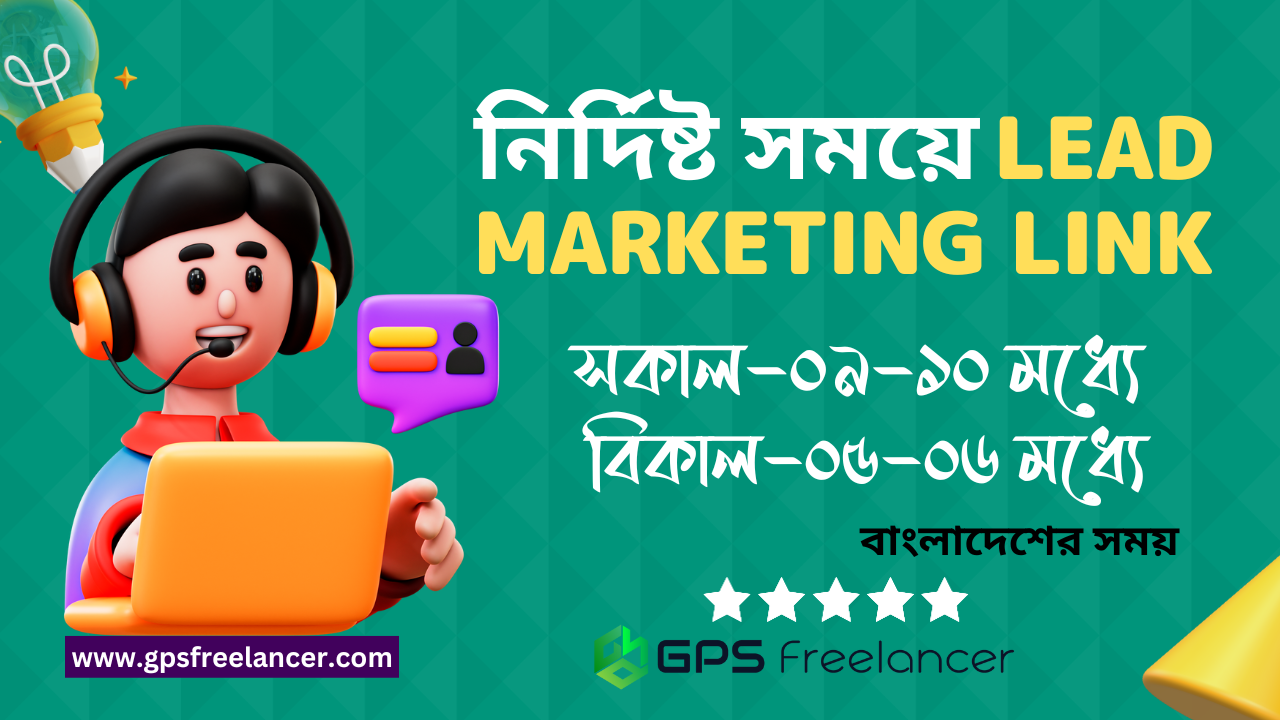 নির্দিষ্ট সময়ে LEAD
MARKETING LINK
সকাল-০৯-১০ মধ্যে
বিকাল-০৫-০৬ মধ্যে
বাংলাদেশের সময়
GPS Freelancer
www.gpsfreelancer.com